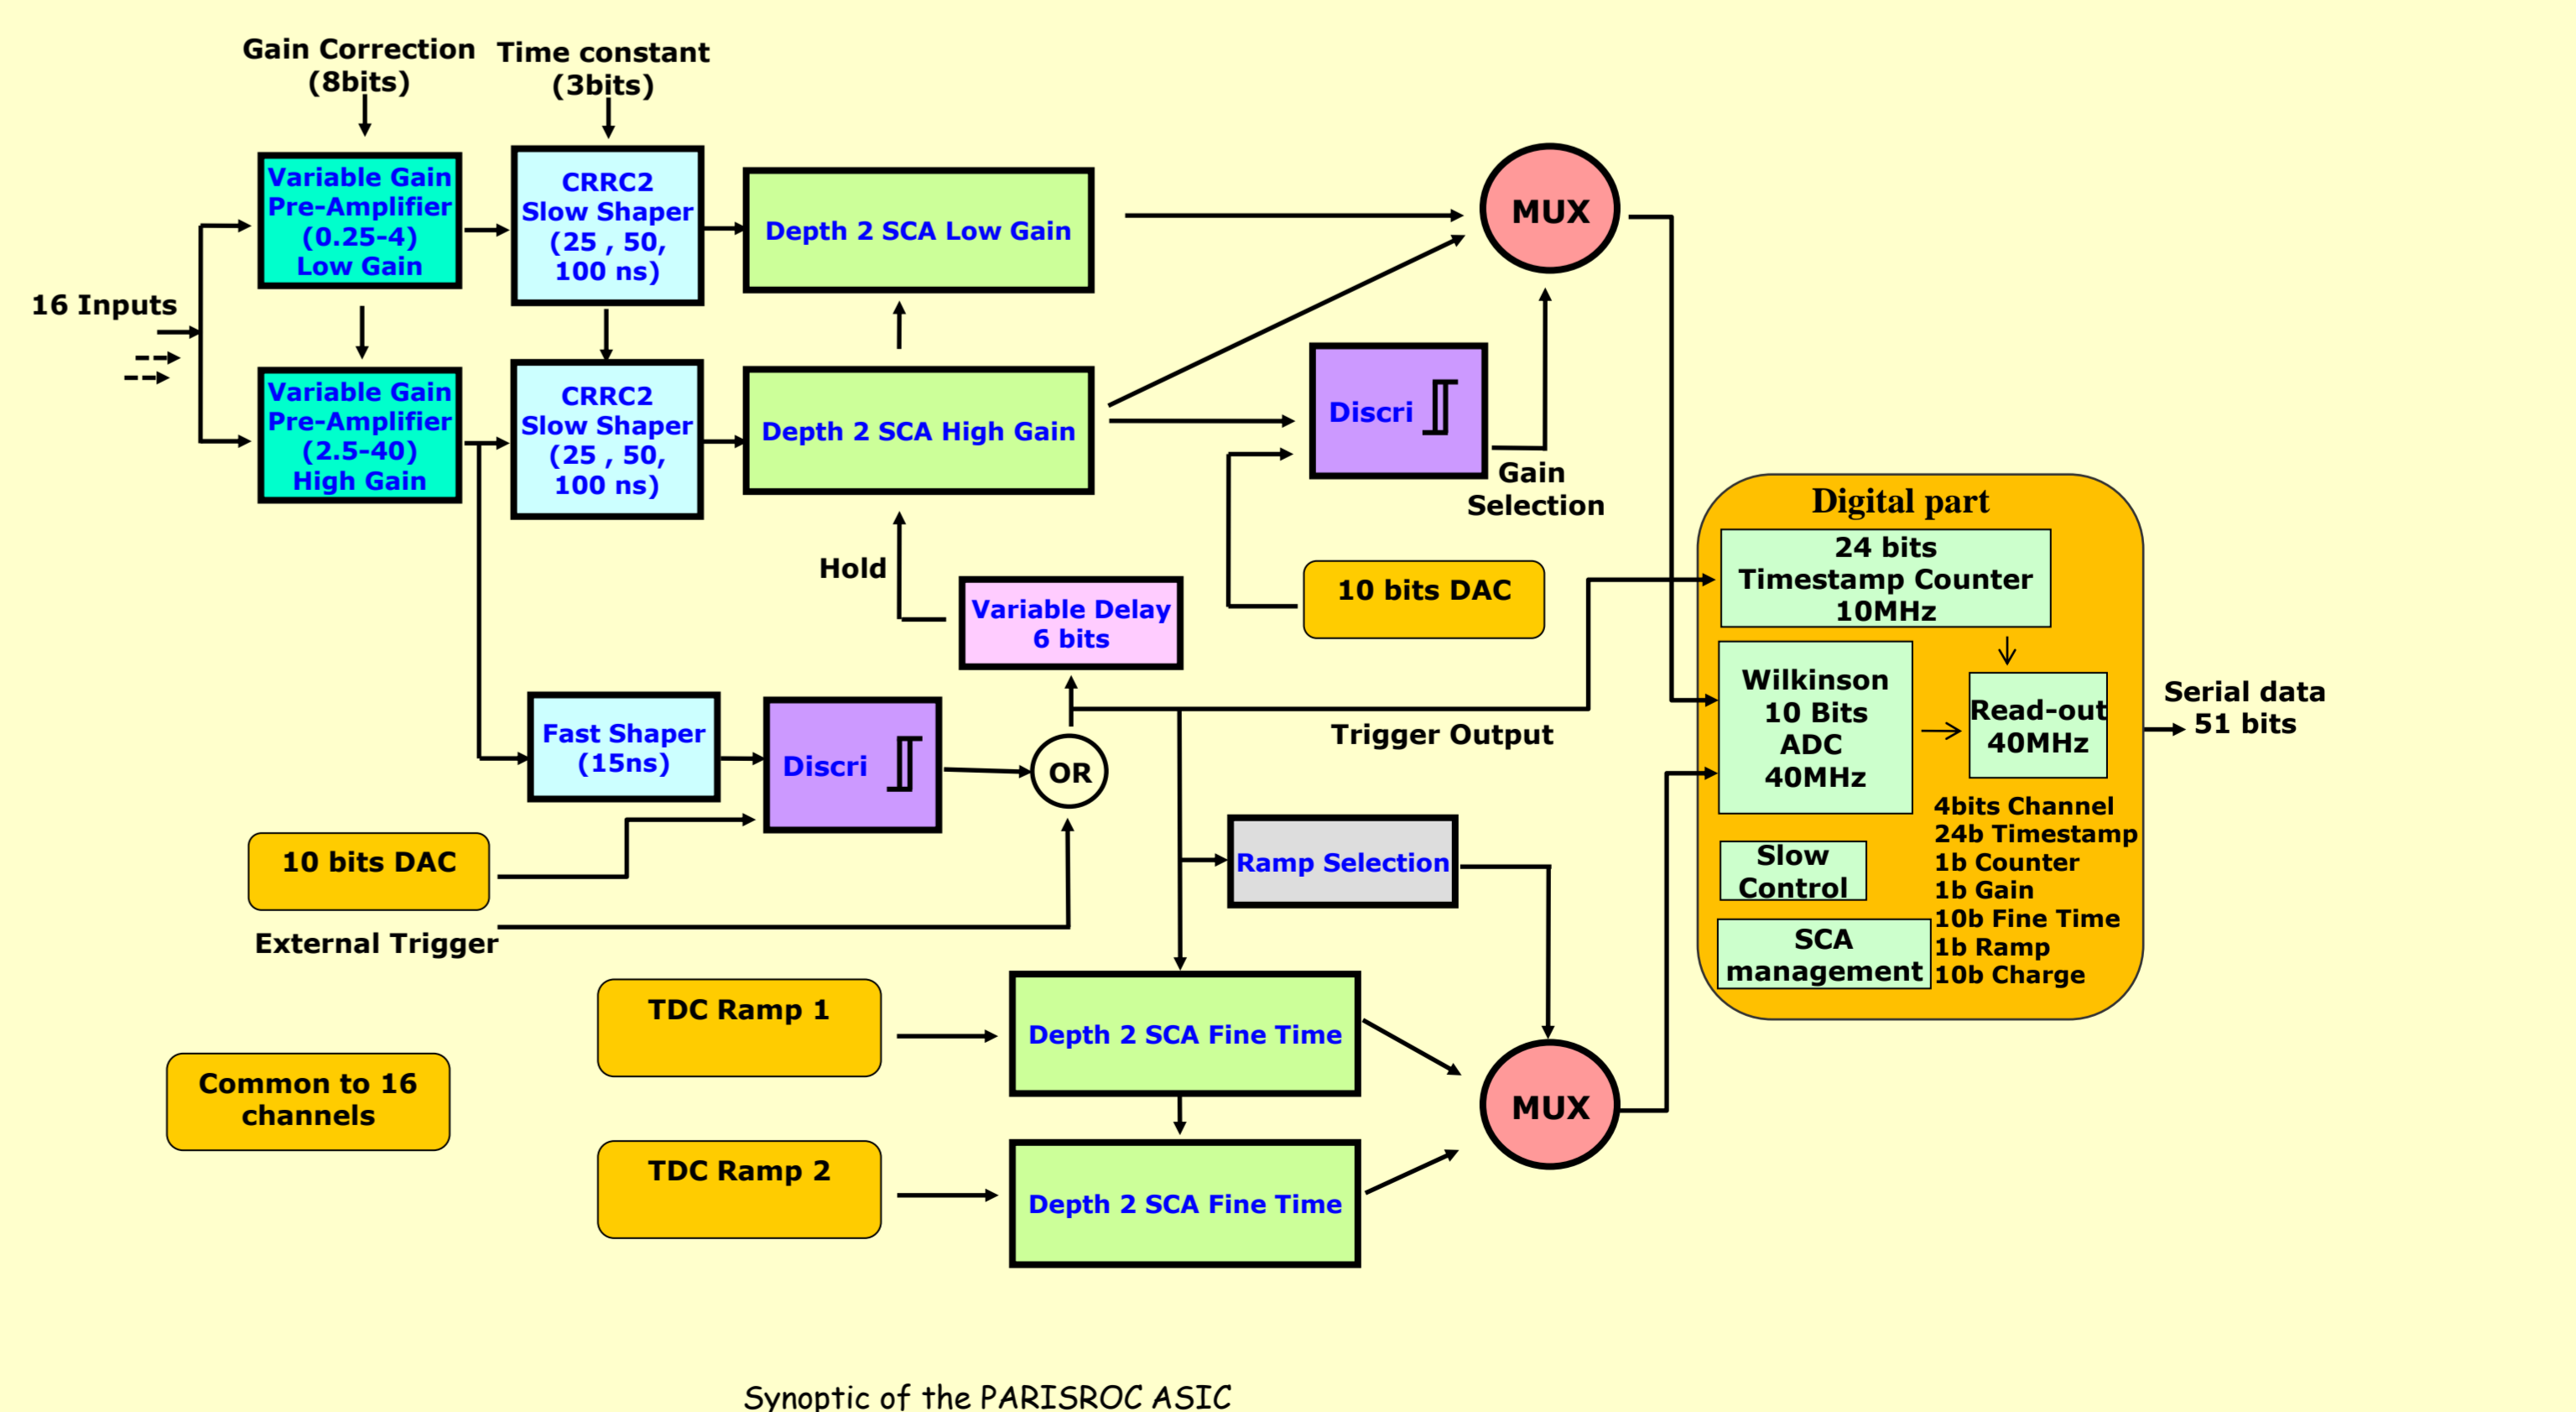 Gain Correction
(8bits)
Time constant
(3bits)
Variable Gain
Pre-Amplifier
(0.25-4)
Low Gain
CRRC2
Slow Shaper
(25 , 50,
100 ns)
Depth 2 SCA Low Gain
MUX
16 Inputs
Variable Gain
Pre-Amplifier
(2.5-40)
High Gain
CRRC2
Slow Shaper
(25 , 50,
100 ns)
Depth 2 SCA High Gain
Discri
Gain
Selection
Hold
Variable Delay
6 bits
10 bits DAC
Digital part
24 bits
Timestamp Counter
10MHz
Wilkinson
10 Bits
ADC
40MHz
Read-out
40MHz
Serial data
51 bits
Fast Shaper
(15ns)
Discri
OR
Trigger Output
10 bits DAC
External Trigger
Ramp Selection
Slow
Control
SCA
management
4bits Channel
24b Timestamp
1b Counter
1b Gain
10b Fine Time
1b Ramp
10b Charge
TDC Ramp 1
Depth 2 SCA Fine Time
MUX
Common to 16
channels
TDC Ramp 2
Depth 2 SCA Fine Time
Synoptic of the PARISROC ASIC